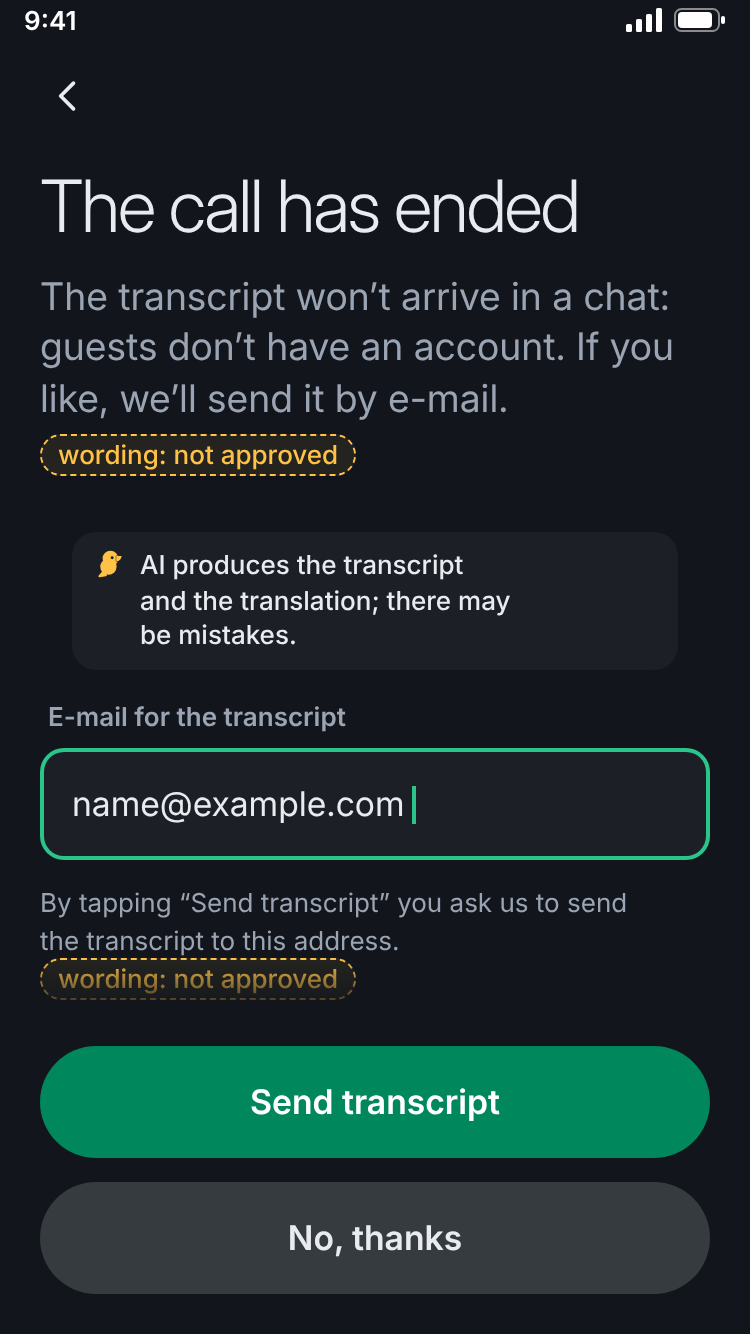 9:41
The call has ended
The transcript won’t arrive in a chat:
guests don’t have an account. If you
like, we’ll send it by e-mail.
wording: not approved
AI produces the transcript
and the translation; there may
be mistakes.
E-mail for the transcript
name@example.com
By tapping “Send transcript” you ask us to send
the transcript to this address.
wording: not approved
Send transcript
No, thanks